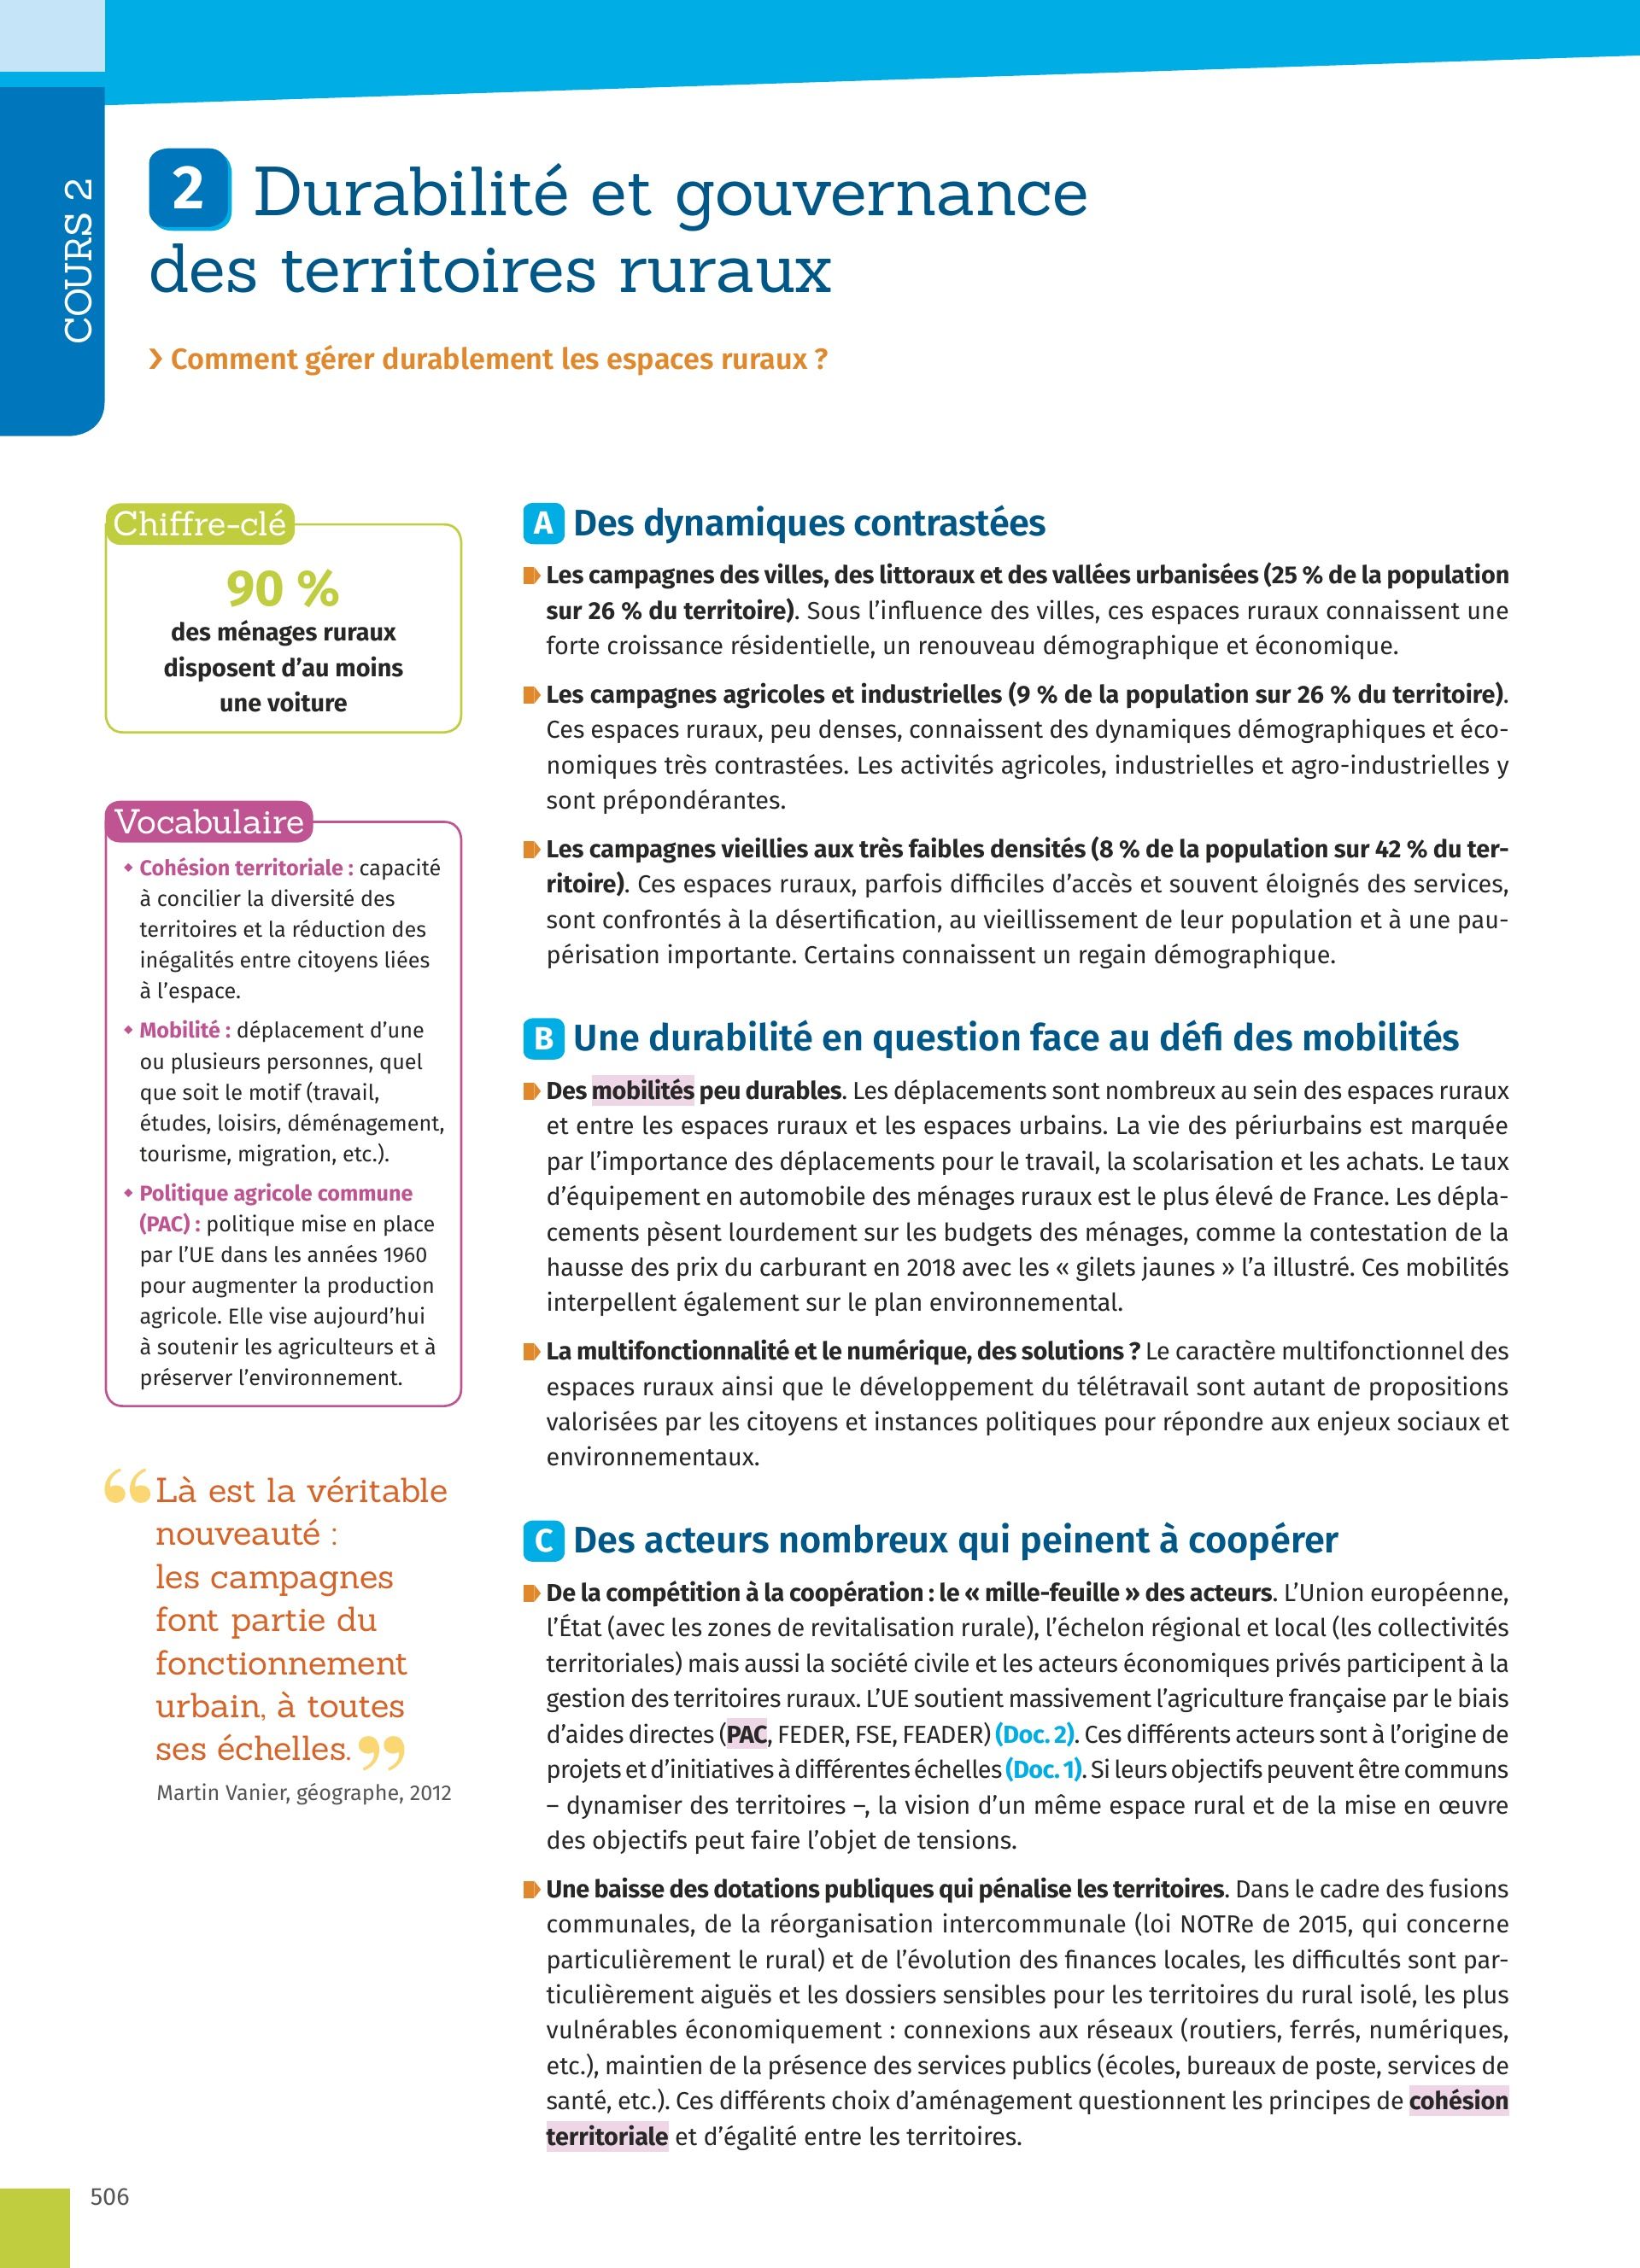 COURS 2
2 Durabilité et gouvernance
des territoires ruraux
› Comment gérer durablement les espaces ruraux ?
Chiffre-clé
90 %
des ménages ruraux
disposent d’au moins
une voiture
Vocabulaire
◆ Cohésion territoriale : capacité
à concilier la diversité des
territoires et la réduction des
inégalités entre citoyens liées
à l’espace.
◆ Mobilité : déplacement d’une
ou plusieurs personnes, quel
que soit le motif (travail,
études, loisirs, déménagement,
tourisme, migration, etc.).
◆ Politique agricole commune
(PAC) : politique mise en place
par l’UE dans les années 1960
pour augmenter la production
agricole. Elle vise aujourd’hui
à soutenir les agriculteurs et à
préserver l’environnement.
“ Là est la véritable
nouveauté :
les campagnes
font partie du
fonctionnement
urbain, à toutes
ses échelles. ”
Martin Vanier, géographe, 2012
A Des dynamiques contrastées
Les campagnes des villes, des littoraux et des vallées urbanisées (25 % de la population
sur 26 % du territoire). Sous l’influence des villes, ces espaces ruraux connaissent une
forte croissance résidentielle, un renouveau démographique et économique.
Les campagnes agricoles et industrielles (9 % de la population sur 26 % du territoire).
Ces espaces ruraux, peu denses, connaissent des dynamiques démographiques et éco-
nomiques très contrastées. Les activités agricoles, industrielles et agro-industrielles y
sont prépondérantes.
Les campagnes vieillies aux très faibles densités (8 % de la population sur 42 % du ter-
ritoire). Ces espaces ruraux, parfois difficiles d’accès et souvent éloignés des services,
sont confrontés à la désertification, au vieillissement de leur population et à une pau-
périsation importante. Certains connaissent un regain démographique.
B Une durabilité en question face au défi des mobilités
Des mobilités peu durables. Les déplacements sont nombreux au sein des espaces ruraux
et entre les espaces ruraux et les espaces urbains. La vie des périurbains est marquée
par l’importance des déplacements pour le travail, la scolarisation et les achats. Le taux
d’équipement en automobile des ménages ruraux est le plus élevé de France. Les dépla-
cements pèsent lourdement sur les budgets des ménages, comme la contestation de la
hausse des prix du carburant en 2018 avec les « gilets jaunes » l’a illustré. Ces mobilités
interpellent également sur le plan environnemental.
La multifonctionnalité et le numérique, des solutions ? Le caractère multifonctionnel des
espaces ruraux ainsi que le développement du télétravail sont autant de propositions
valorisées par les citoyens et instances politiques pour répondre aux enjeux sociaux et
environnementaux.
C Des acteurs nombreux qui peinent à coopérer
De la compétition à la coopération : le « mille-feuille » des acteurs. L’Union européenne,
l’État (avec les zones de revitalisation rurale), l’échelon régional et local (les collectivités
territoriales) mais aussi la société civile et les acteurs économiques privés participent à la
gestion des territoires ruraux. L’UE soutient massivement l’agriculture française par le biais
d’aides directes (PAC, FEDER, FSE, FEADER) (Doc. 2). Ces différents acteurs sont à l’origine de
projets et d’initiatives à différentes échelles (Doc. 1). Si leurs objectifs peuvent être communs
– dynamiser des territoires –, la vision d’un même espace rural et de la mise en œuvre
des objectifs peut faire l’objet de tensions.
Une baisse des dotations publiques qui pénalise les territoires. Dans le cadre des fusions
communales, de la réorganisation intercommunale (loi NOTRe de 2015, qui concerne
particulièrement le rural) et de l’évolution des finances locales, les difficultés sont par-
ticulièrement aiguës et les dossiers sensibles pour les territoires du rural isolé, les plus
vulnérables économiquement : connexions aux réseaux (routiers, ferrés, numériques,
etc.), maintien de la présence des services publics (écoles, bureaux de poste, services de
santé, etc.). Ces différents choix d’aménagement questionnent les principes de cohésion
territoriale et d’égalité entre les territoires.
506